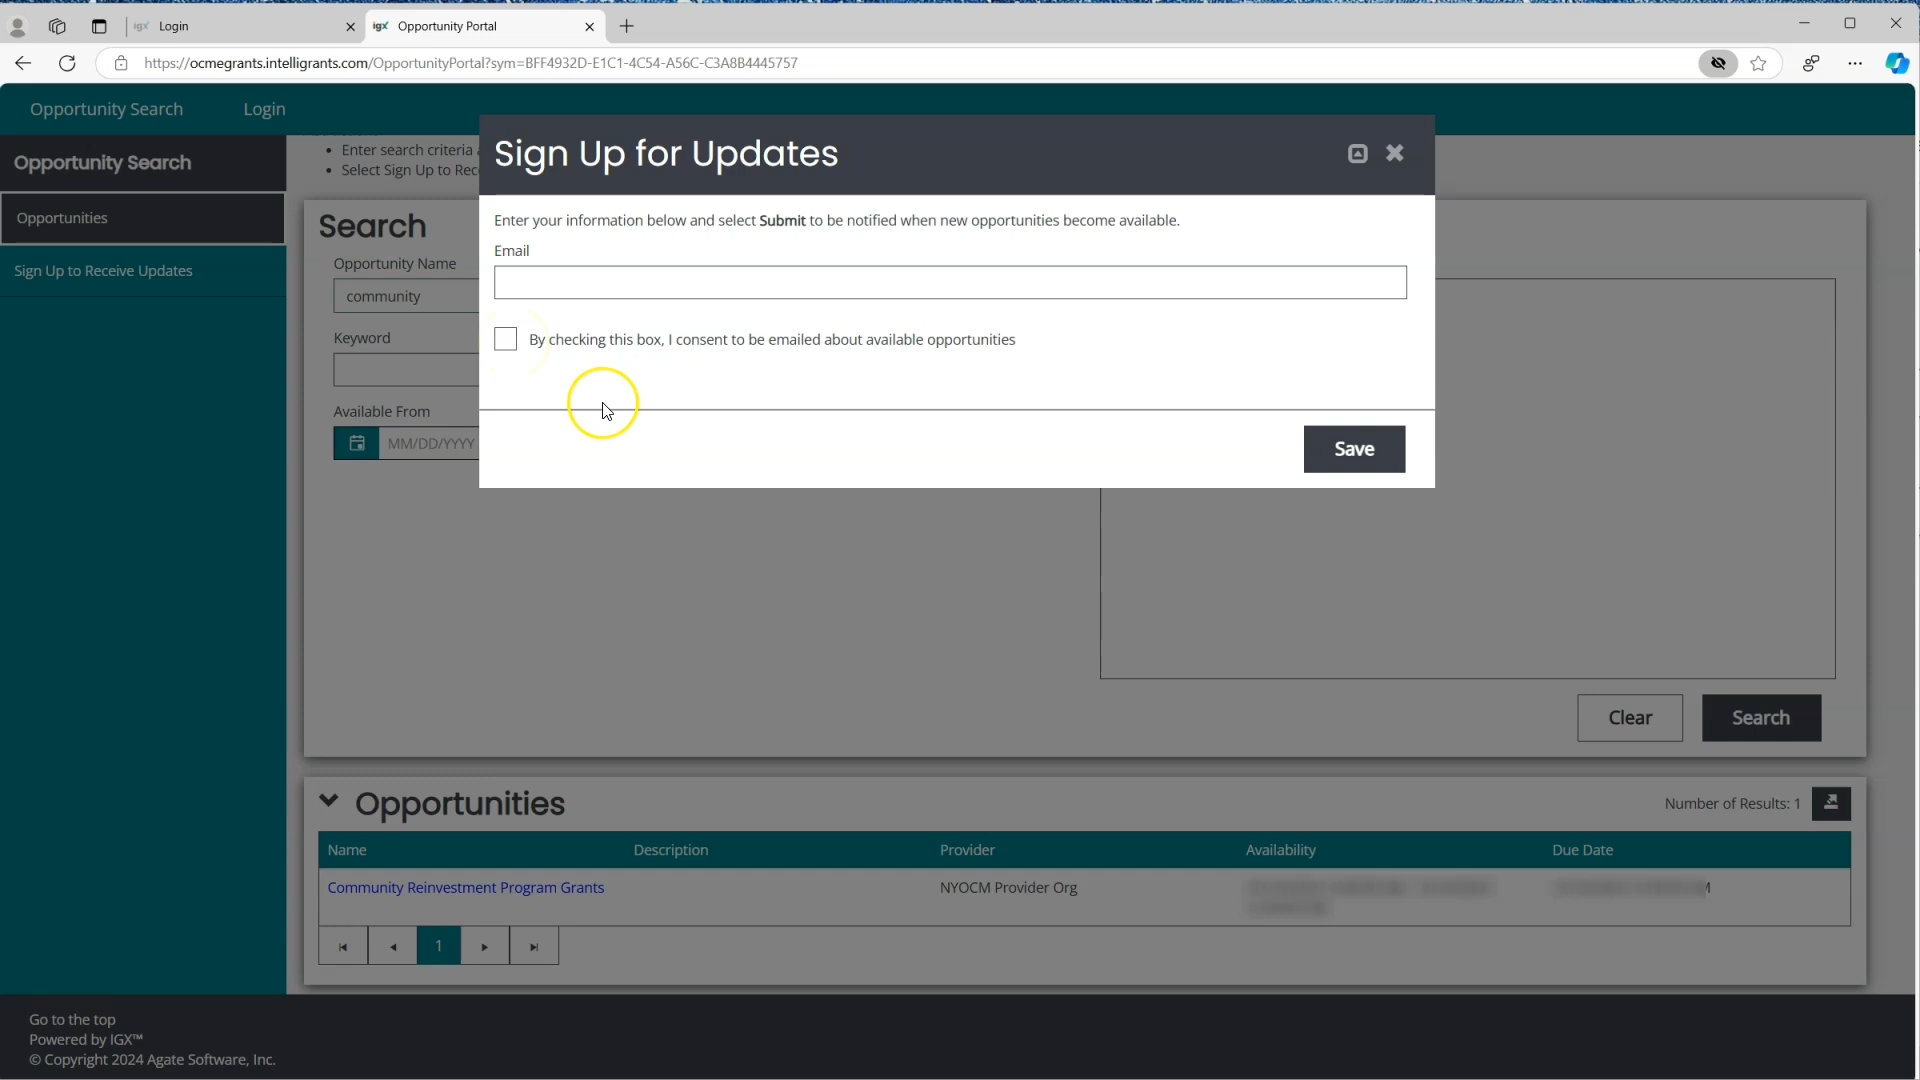 Login
Opportunity Portal
https://ocmegrants.intelligrants.com/OpportunityPortal?sym=BFF4932D-E1C1-4C54-A56C-C3A8B4445757
Opportunity Search
Login
Opportunity Search
Opportunities
Sign Up to Receive Updates
Enter search criteria
Select Sign Up to Rec
Search
Opportunity Name
community
Keyword
Available From
MM/DD/YYYY
Sign Up for Updates
Enter your information below and select Submit to be notified when new opportunities become available.
Email
By checking this box, I consent to be emailed about available opportunities
Save
Clear
Search
Opportunities
Number of Results: 1
Name Description Provider Availability Due Date
Community Reinvestment Program Grants NYOCM Provider Org
1
Go to the top
Powered by IGX™
© Copyright 2024 Agate Software, Inc.